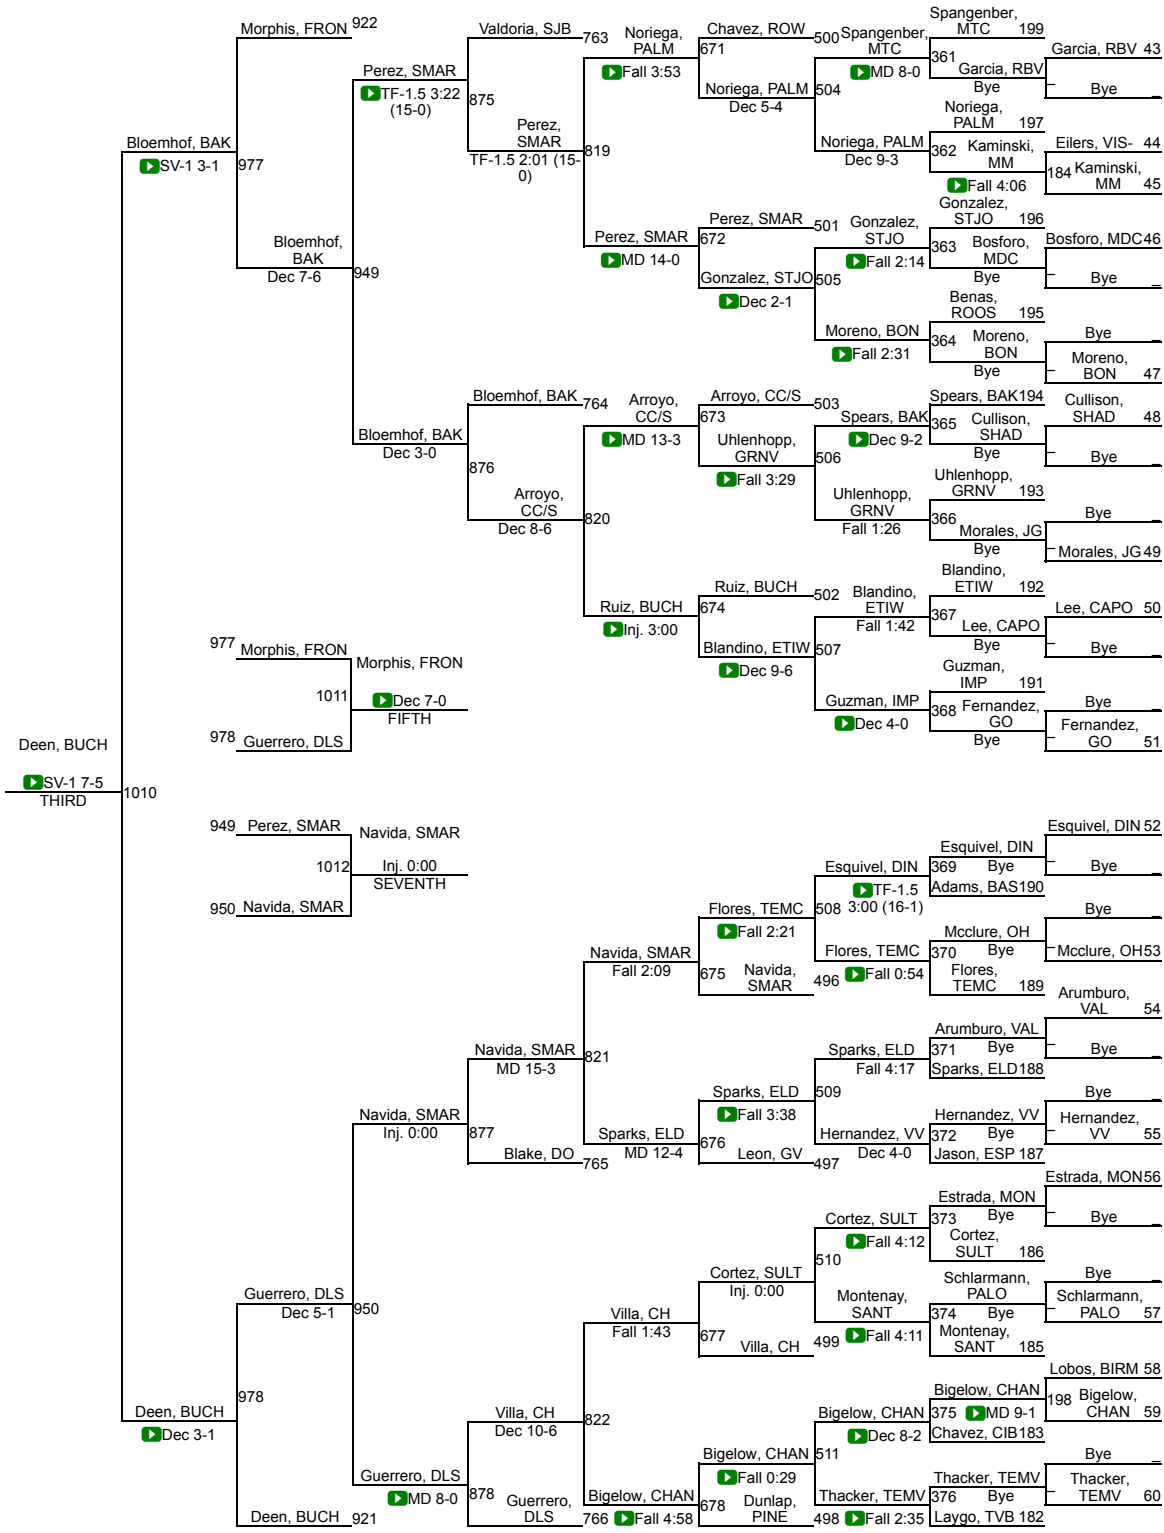 Morphis, FRON 922
Valdoria, SJB 763
Noriega,
PALM
Fall 3:53
Chavez, ROW 500
671
Spangenber,
MTC
MD 8-0
Spangenber,
MTC 199
361
Garcia, RBV 43
Garcia, RBV
Bye
Bye
Perez, SMAR
TF-1.5 3:22
(15-0)
875
Noriega, PALM 504
Dec 5-4
Noriega,
PALM 197
Perez,
SMAR
TF-1.5 2:01 (15-
0)
819
Noriega, PALM
Dec 9-3
362 Kaminski,
MM
Fall 4:06
Eilers, VIS- 44
184 Kaminski,
MM 45
Bloemhof, BAK
SV-1 3-1
977
Gonzalez,
STJO 196
Perez, SMAR 501
672
Gonzalez,
STJO
Fall 2:14
363 Bosforo,
MDC
Bye
Bosforo, MDC 46
Bye
Perez, SMAR
MD 14-0
Bloemhof,
BAK
Dec 7-6
949
Gonzalez, STJO 505
Dec 2-1
Benas,
ROOS 195
Moreno, BON
Fall 2:31
364 Moreno,
BON
Bye
Bye
Moreno,
BON 47
Bloemhof, BAK 764
Arroyo,
CC/S
MD 13-3
Arroyo, CC/S 503
673
Spears, BAK 194
Cullison,
SHAD 48
Spears, BAK
Dec 9-2
365 Cullison,
SHAD
Bye
Bye
Bloemhof, BAK
Dec 3-0
876
Uhlenhopp,
GRNV 506
Fall 3:29
Uhlenhopp,
GRNV 193
Arroyo,
CC/S
Dec 8-6
820
Uhlenhopp,
GRNV
Fall 1:26
366
Morales, JG
Bye
Bye
Morales, JG 49
Blandino,
ETIW 192
Ruiz, BUCH 502
674
Blandino,
ETIW
Fall 1:42
367
Lee, CAPO
Bye
Lee, CAPO 50
Bye
Ruiz, BUCH
Inj. 3:00
Blandino, ETIW 507
Dec 9-6
Guzman,
IMP 191
Guzman, IMP
Dec 4-0
368 Fernandez,
GO
Bye
Bye
Fernandez,
GO 51
977 Morphis, FRON
Morphis, FRON
1011
Dec 7-0
FIFTH
978 Guerrero, DLS
Deen, BUCH
SV-1 7-5
THIRD
1010
949 Perez, SMAR
Navida, SMAR
1012
Inj. 0:00
SEVENTH
950 Navida, SMAR
Esquivel, DIN 52
Esquivel, DIN
369 Bye
Bye
Esquivel, DIN
TF-1.5
3:00 (16-1)
Adams, BAS 190
Flores, TEMC 508
Fall 2:21
Bye
Mcclure, OH
370 Bye
Mcclure, OH 53
Flores, TEMC
Fall 0:54
Flores,
TEMC 189
Navida, SMAR
Fall 2:09
675 Navida,
SMAR 496
Arumburo,
VAL 54
Arumburo, VAL
371 Bye
Bye
Sparks, ELD
Fall 4:17
Sparks, ELD 188
Navida, SMAR
MD 15-3
821
Sparks, ELD 509
Fall 3:38
Bye
Hernandez, VV
372 Bye
Hernandez,
VV 55
Navida, SMAR
Inj. 0:00
877
Hernandez, VV
Dec 4-0
Jason, ESP 187
Sparks, ELD
MD 12-4
676
Leon, GV 497
Blake, DO 765
Estrada, MON 56
Estrada, MON
373 Bye
Bye
Cortez, SULT
Fall 4:12
Cortez,
SULT 186
510
Cortez, SULT
Inj. 0:00
Bye
Schlarmann,
PALO
374 Bye
Schlarmann,
PALO 57
Montenay,
SANT
Fall 4:11
Montenay,
SANT 185
Guerrero, DLS
Dec 5-1
950
Villa, CH
Fall 1:43
677
Villa, CH 499
Lobos, BIRM 58
Bigelow, CHAN
375 MD 9-1
198 Bigelow,
CHAN 59
Chavez, CIB 183
978
Deen, BUCH
Dec 3-1
Villa, CH
Dec 10-6
822
Bigelow, CHAN
Dec 8-2
511
Bigelow, CHAN
Fall 0:29
Bye
Thacker, TEMV
376 Bye
Thacker,
TEMV 60
Guerrero, DLS
MD 8-0
878
Guerrero,
DLS 766
Bigelow, CHAN
Fall 4:58
678 Dunlap,
PINE 498
Thacker, TEMV
Fall 2:35
Laygo, TVB 182
Deen, BUCH 921